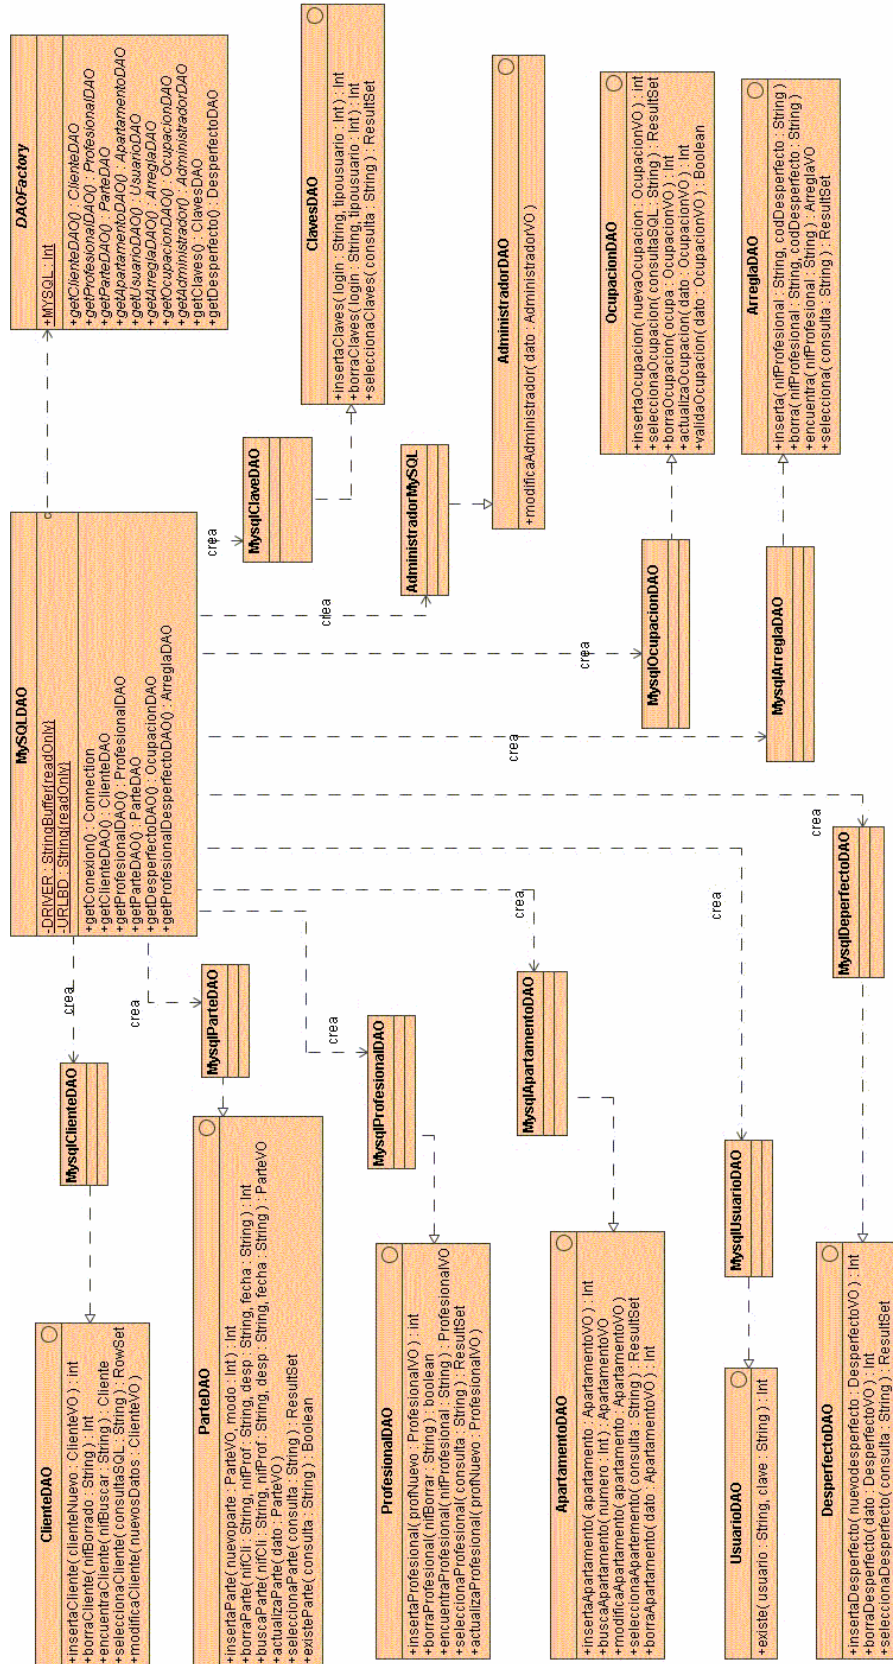 DAOFactory
+MYSQL : Int
+getClienteDAO() : ClienteDAO
+getProfesionalDAO() : ProfesionalDAO
+getParteDAO() : ParteDAO
+getApartamentoDAO() : ApartamentoDAO
+getUsuarioDAO() : UsuarioDAO
+getArreglaDAO() : ArreglaDAO
+getOcupacionDAO() : OcupacionDAO
+getAdministrador() : AdministradorDAO
+getClaves() : ClavesDAO
+getDesperfecto() : DesperfectoDAO
ClavesDAO
+insertaClaves( login : String, tipousuario : Int ) : Int
+borraClaves( login : String, tipousuario : Int ) : Int
+seleccionaClaves( consulta : String ) : ResultSet
AdministradorDAO
+modificaAdministrador( dato : AdministradorVO )
OcupacionDAO
+insertaOcupacion( nuevaOcupacion : OcupacionVO ) : int
+seleccionaOcupacion( consultaSQL : String ) : ResultSet
+borraOcupacion( ocupa : OcupacionVO ) : Int
+actualizaOcupacion( dato : OcupacionVO ) : Int
+validaOcupacion( dato : OcupacionVO ) : Boolean
ArreglaDAO
+inserta( nifProfesional : String, codDesperfecto : String )
+borra( nifProfesional : String, codDesperfecto : String )
+encuentra( nifProfesional : String ) : ArreglaVO
+selecciona( consulta : String ) : ResultSet
MySQLDAO
-DRIVER : StringBuffer{readOnly}
-URLBD : String{readOnly}
+getConexion() : Connection
+getClienteDAO() : ClienteDAO
+getProfesionalDAO() : ProfesionalDAO
+getParteDAO() : ParteDAO
+getDesperfectoDAO() : OcupacionDAO
+getProfesionalDesperfectoDAO() : ArreglaDAO
crea
MysqlClaveDAO
crea
AdministradorMySQL
crea
MysqlOcupacionDAO
crea
MysqlArreglaDAO
crea
MysqlClienteDAO
crea
MysqlParteDAO
crea
MysqlProfesionalDAO
crea
MysqlApartamentoDAO
crea
MysqlUsuarioDAO
crea
MysqlDeperfectoDAO
ClienteDAO
+insertaCliente( clienteNuevo : ClienteVO ) : int
+borraCliente( nifBorrado : String ) : Int
+encuentraCliente( nifBuscar : String ) : Cliente
+seleccionaCliente( consultaSQL : String ) : RowSet
+modificaCliente( nuevosDatos : ClienteVO )
ParteDAO
+insertaParte( nuevoparte : ParteVO, modo : Int ) : Int
+borraParte( nifCli : String, nifProf : String, desp : String, fecha : String ) : Int
+buscaParte( nifCli : String, nifProf : String, desp : String, fecha : String ) : ParteVO
+actualizaParte( dato : ParteVO )
+seleccionaParte( consulta : String ) : ResultSet
+existeParte( consulta : String ) : Boolean
ProfesionalDAO
+insertaProfesional( profNuevo : ProfesionalVO ) : int
+borraProfesional( nifBorrar : String ) : boolean
+encuentraProfesional( nifProfesional : String ) : ProfesionalVO
+seleccionaProfesional( consulta : String ) : ResultSet
+actualizaProfesional( profNuevo : ProfesionalVO )
ApartamentoDAO
+insertaApartamento( apartamento : ApartamentoVO ) : Int
+buscaApartamento( numero : Int ) : ApartamentoVO
+modificaApartamento( apartamento : ApartamentoVO )
+seleccionaApartemento( consulta : String ) : ResultSet
+borraApartamento( dato : ApartamentoVO ) : Int
UsuarioDAO
+existe( usuario : String, clave : String ) : Int
DesperfectoDAO
+insertaDesperfecto( nuevodesperfecto : DesperfectoVO ) : Int
+borraDesperfecto( dato : DesperfectoVO ) : Int
+seleccionaDesperfecto( consulta : String ) : ResultSet